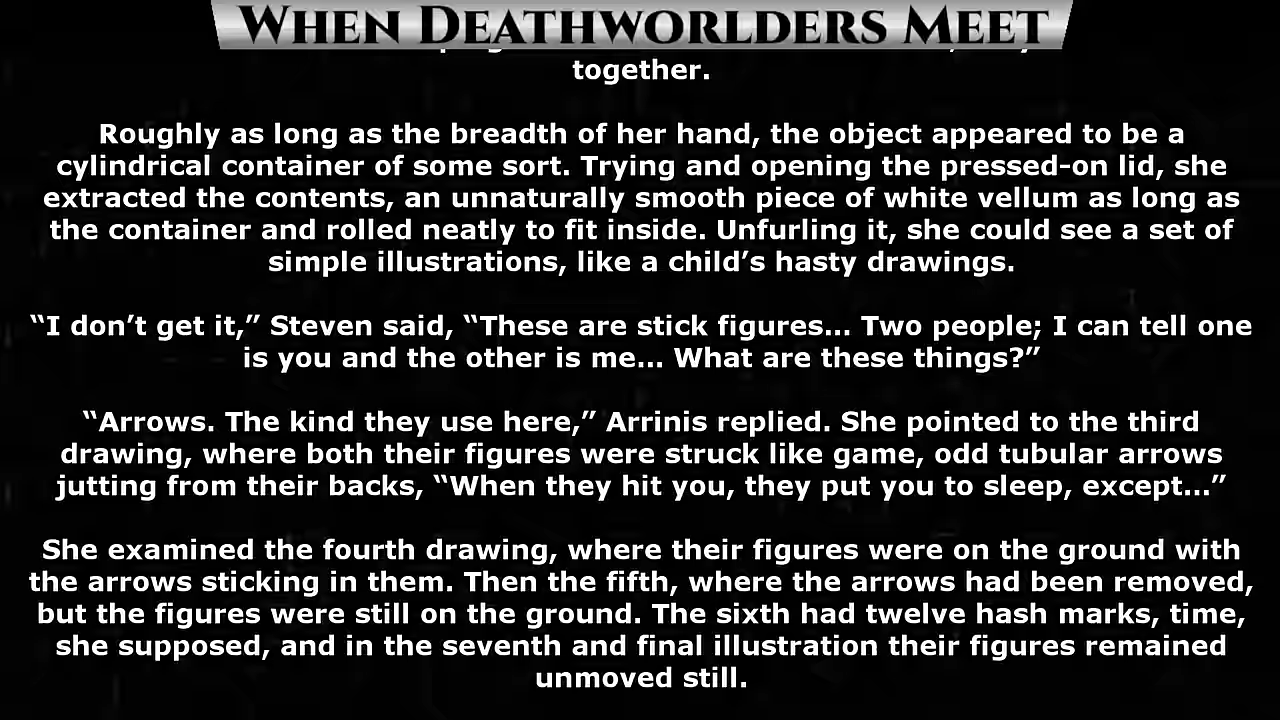 WHEN DEATHWORLDERS MEET
together.
Roughly as long as the breadth of her hand, the object appeared to be a
cylindrical container of some sort. Trying and opening the pressed-on lid, she
extracted the contents, an unnaturally smooth piece of white vellum as long as
the container and rolled neatly to fit inside. Unfurling it, she could see a set of
simple illustrations, like a child’s hasty drawings.
“I don’t get it,” Steven said, “These are stick figures... Two people; I can tell one
is you and the other is me... What are these things?”
“Arrows. The kind they use here,” Arrinis replied. She pointed to the third
drawing, where both their figures were struck like game, odd tubular arrows
jutting from their backs, “When they hit you, they put you to sleep, except...”
She examined the fourth drawing, where their figures were on the ground with
the arrows sticking in them. Then the fifth, where the arrows had been removed,
but the figures were still on the ground. The sixth had twelve hash marks, time,
she supposed, and in the seventh and final illustration their figures remained
unmoved still.